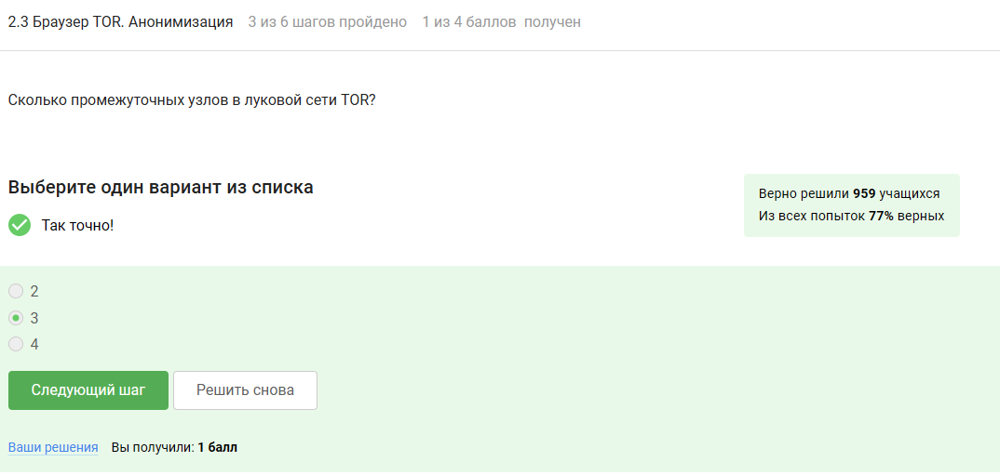 2.3 Браузер TOR. Анонимизация 3 из 6 шагов пройдено 1 из 4 баллов получен
Сколько промежуточных узлов в луковой сети TOR?
Выберите один вариант из списка
Так точно!
Верно решили 959 учащихся
Из всех попыток 77% верных
2
3
4
Следующий шаг Решить снова
Ваши решения Вы получили: 1 балл